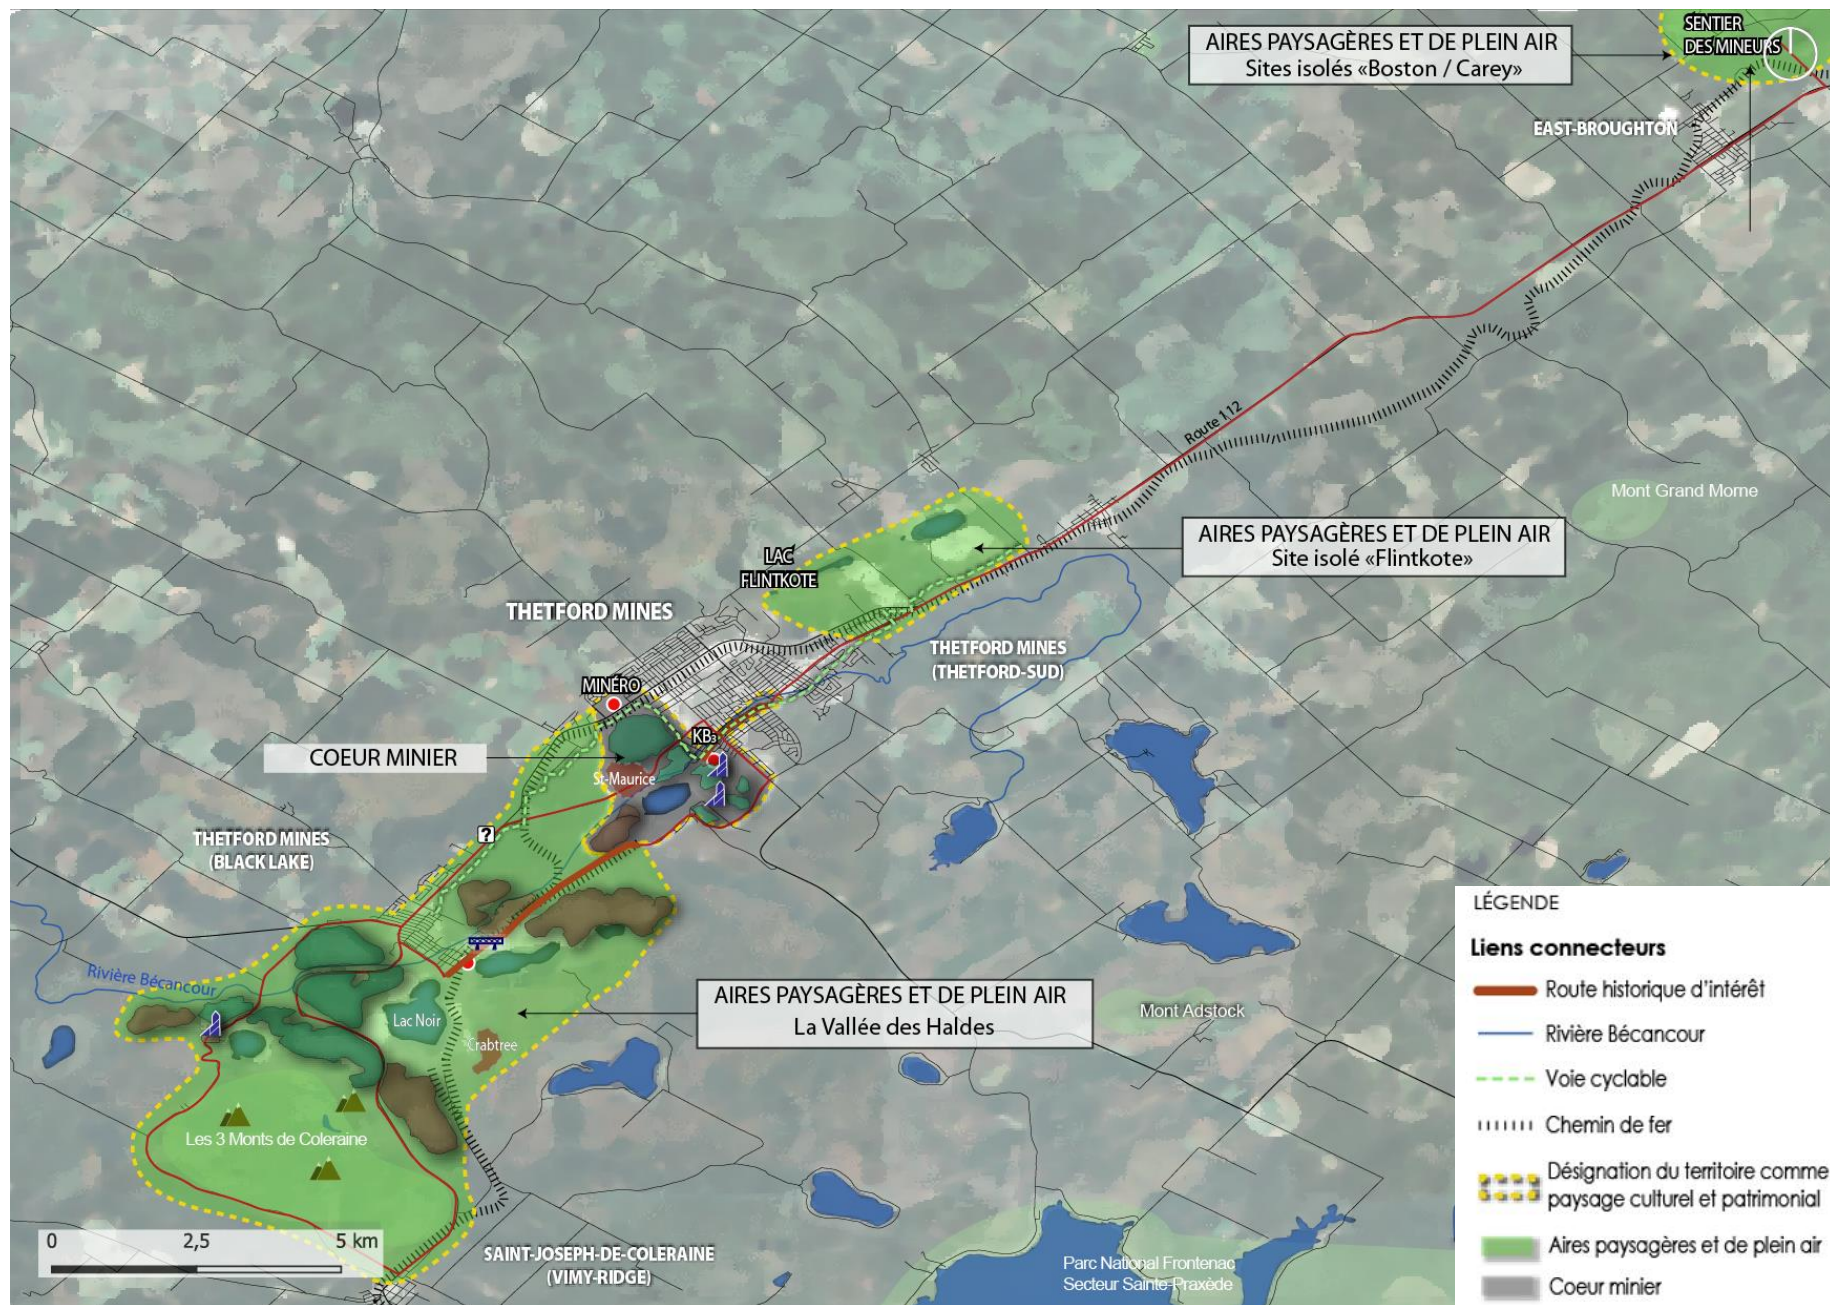 AIRES PAYSAGÈRES ET DE PLEIN AIR
Sites isolés «Boston / Carey»
SENTIER
DES MINEURS
EAST-BROUGHTON
Route 112
Mont Grand Morne
AIRES PAYSAGÈRES ET DE PLEIN AIR
Site isolé «Flintkote»
LAC
FLINTKOTE
THETFORD MINES
THETFORD MINES
(THETFORD-SUD)
MINÉRO
KB3
COEUR MINIER
St-Maurice
?
THETFORD MINES
(BLACK LAKE)
Rivière Bécancour
AIRES PAYSAGÈRES ET DE PLEIN AIR
La Vallée des Haldes
Mont Adstock
Lac Noir
Crabtree
Les 3 Monts de Coleraine
0 2,5 5 km
SAINT-JOSEPH-DE-COLERAINE
(VIMY-RIDGE)
Parc National Frontenac
Secteur Sainte-Praxède
LÉGENDE
Liens connecteurs
Route historique d'intérêt
Rivière Bécancour
Voie cyclable
Chemin de fer
Désignation du territoire comme
paysage culturel et patrimonial
Aires paysagères et de plein air
Coeur minier